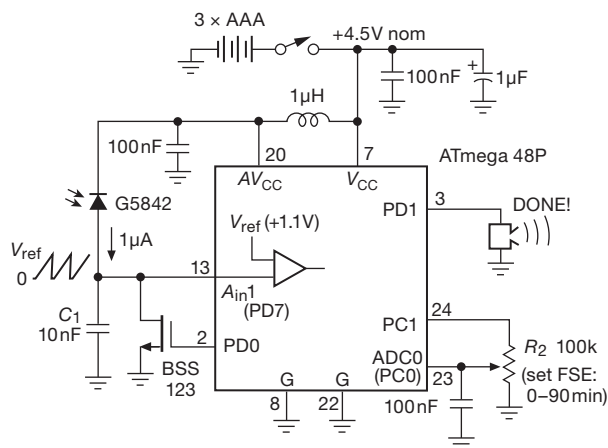 3 × AAA
+4.5V nom
100nF
1μF
1μH
100nF
20
7
ATmega 48P
AVCC
VCC
G5842
PD1
3
DONE!
Vref (+1.1V)
1μA
Vref
0
13
Ain1
(PD7)
24
C1
10nF
PC1
R2 100k
2
PD0
ADC0
(PC0)
(set FSE:
0–90min)
BSS
123
G
G
23
8
22
100nF